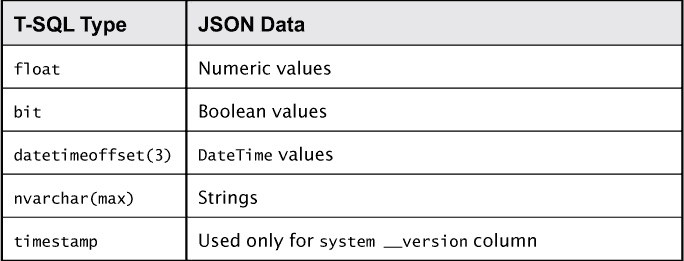 T-SQL Type JSON Data
float Numeric values
bit Boolean values
datetimeoffset(3) DateTime values
nvarchar(max) Strings
timestamp Used only for system __version column